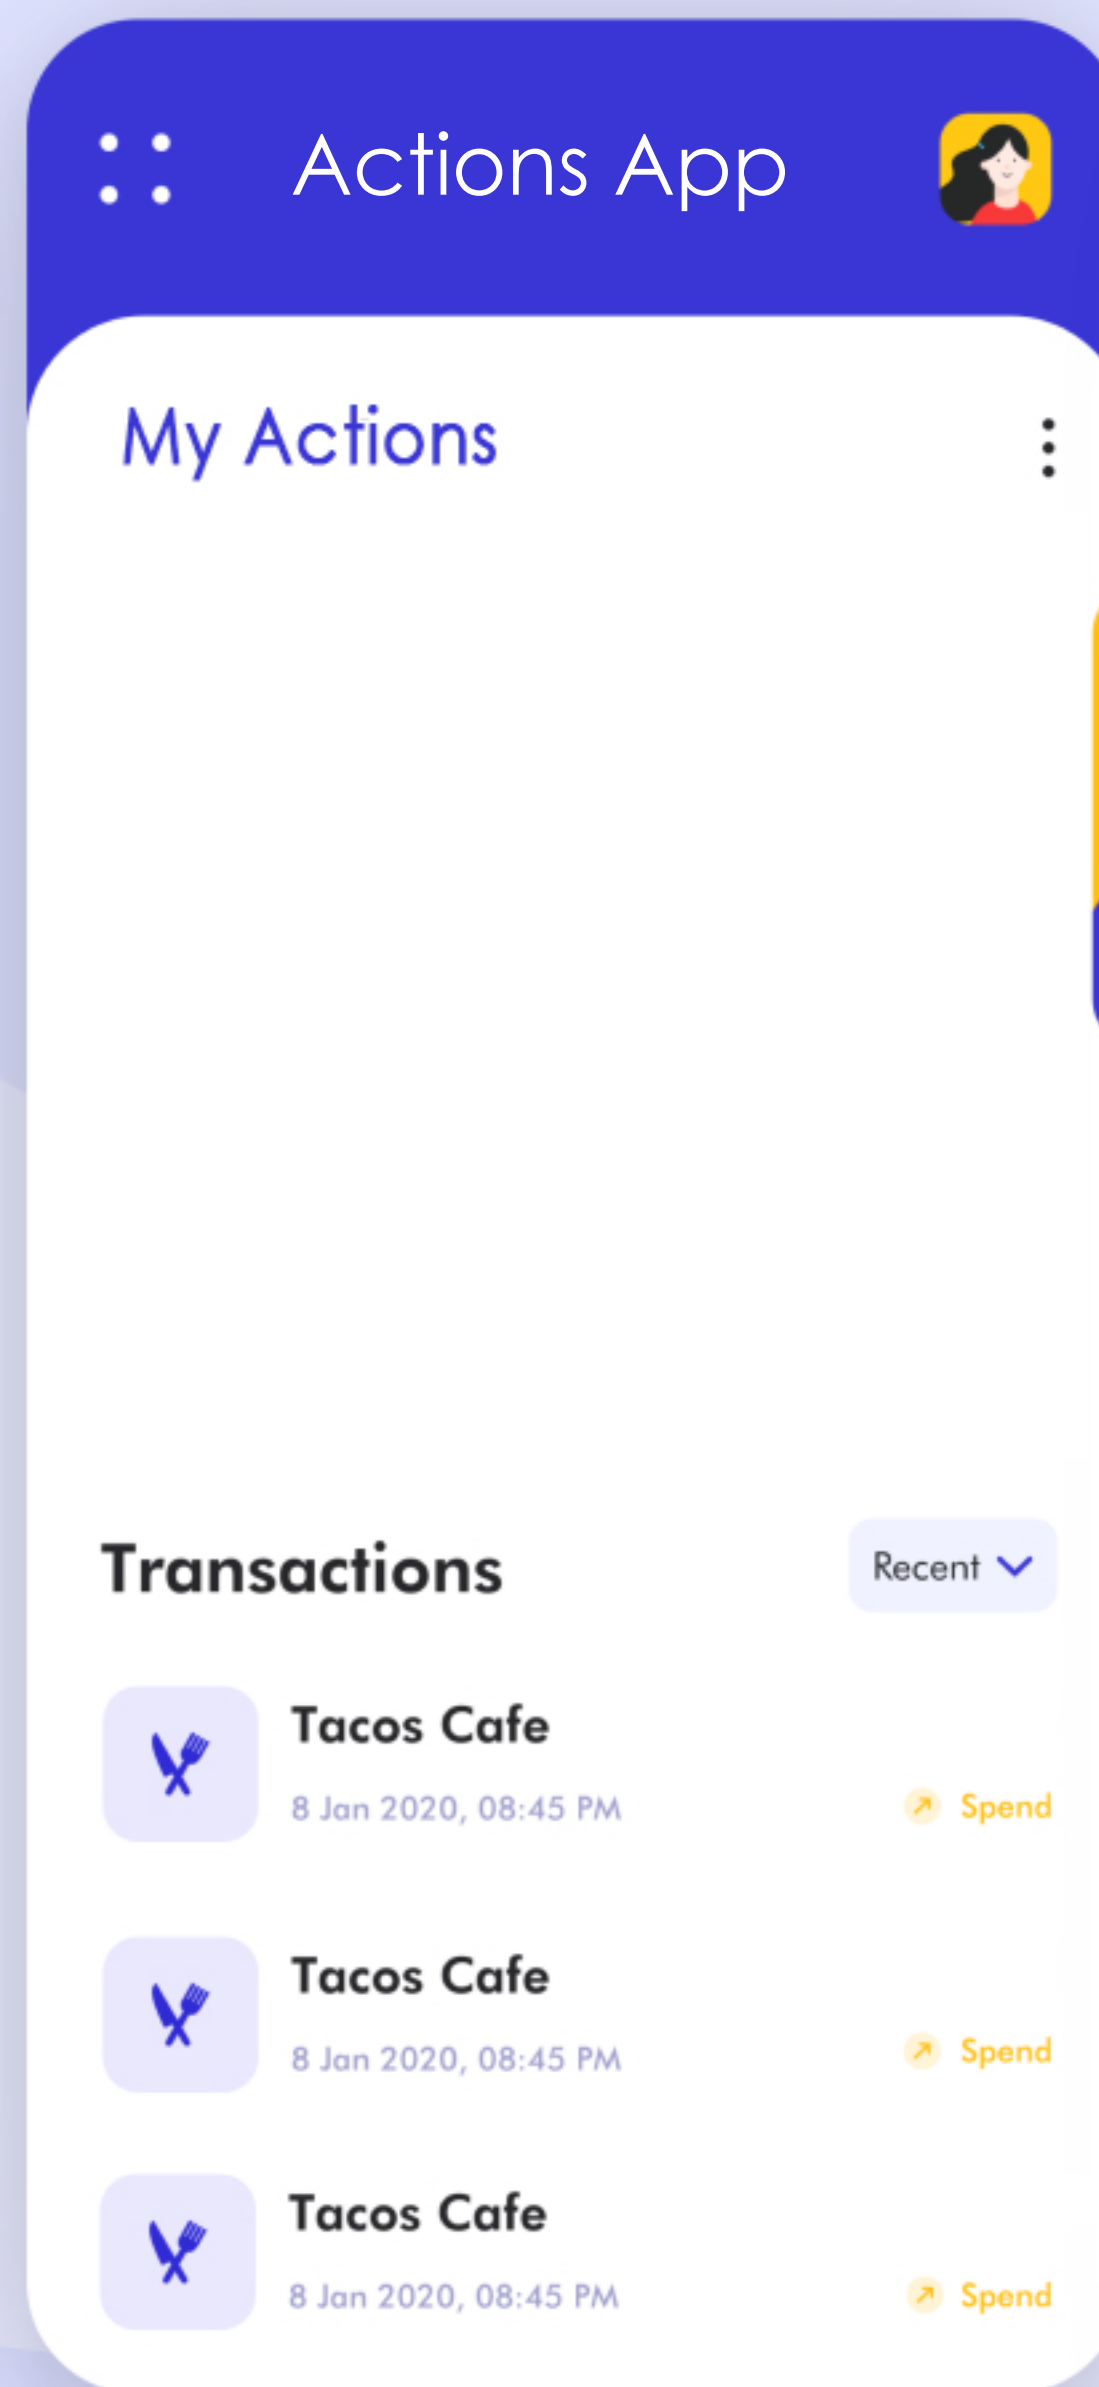 Actions App
My Actions
Transactions
Recent
Tacos Cafe
8 Jan 2020, 08:45 PM
Spend
Tacos Cafe
8 Jan 2020, 08:45 PM
Spend
Tacos Cafe
8 Jan 2020, 08:45 PM
Spend